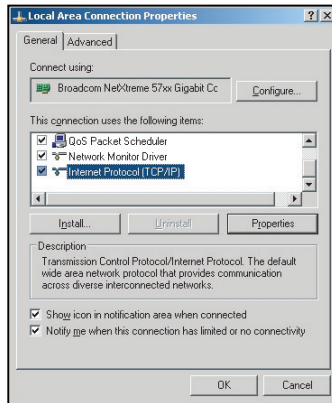 Local Area Connection Properties
General Advanced
Connect using:
Broadcom NetXtreme 57xx Gigabit Cc Configure...
This connection uses the following items:
QoS Packet Scheduler
Network Monitor Driver
Internet Protocol (TCP/IP)
Install... Uninstall Properties
Description
Transmission Control Protocol/Internet Protocol. The default
wide area network protocol that provides communication
across diverse interconnected networks.
Show icon in notification area when connected
Notify me when this connection has limited or no connectivity
OK Cancel